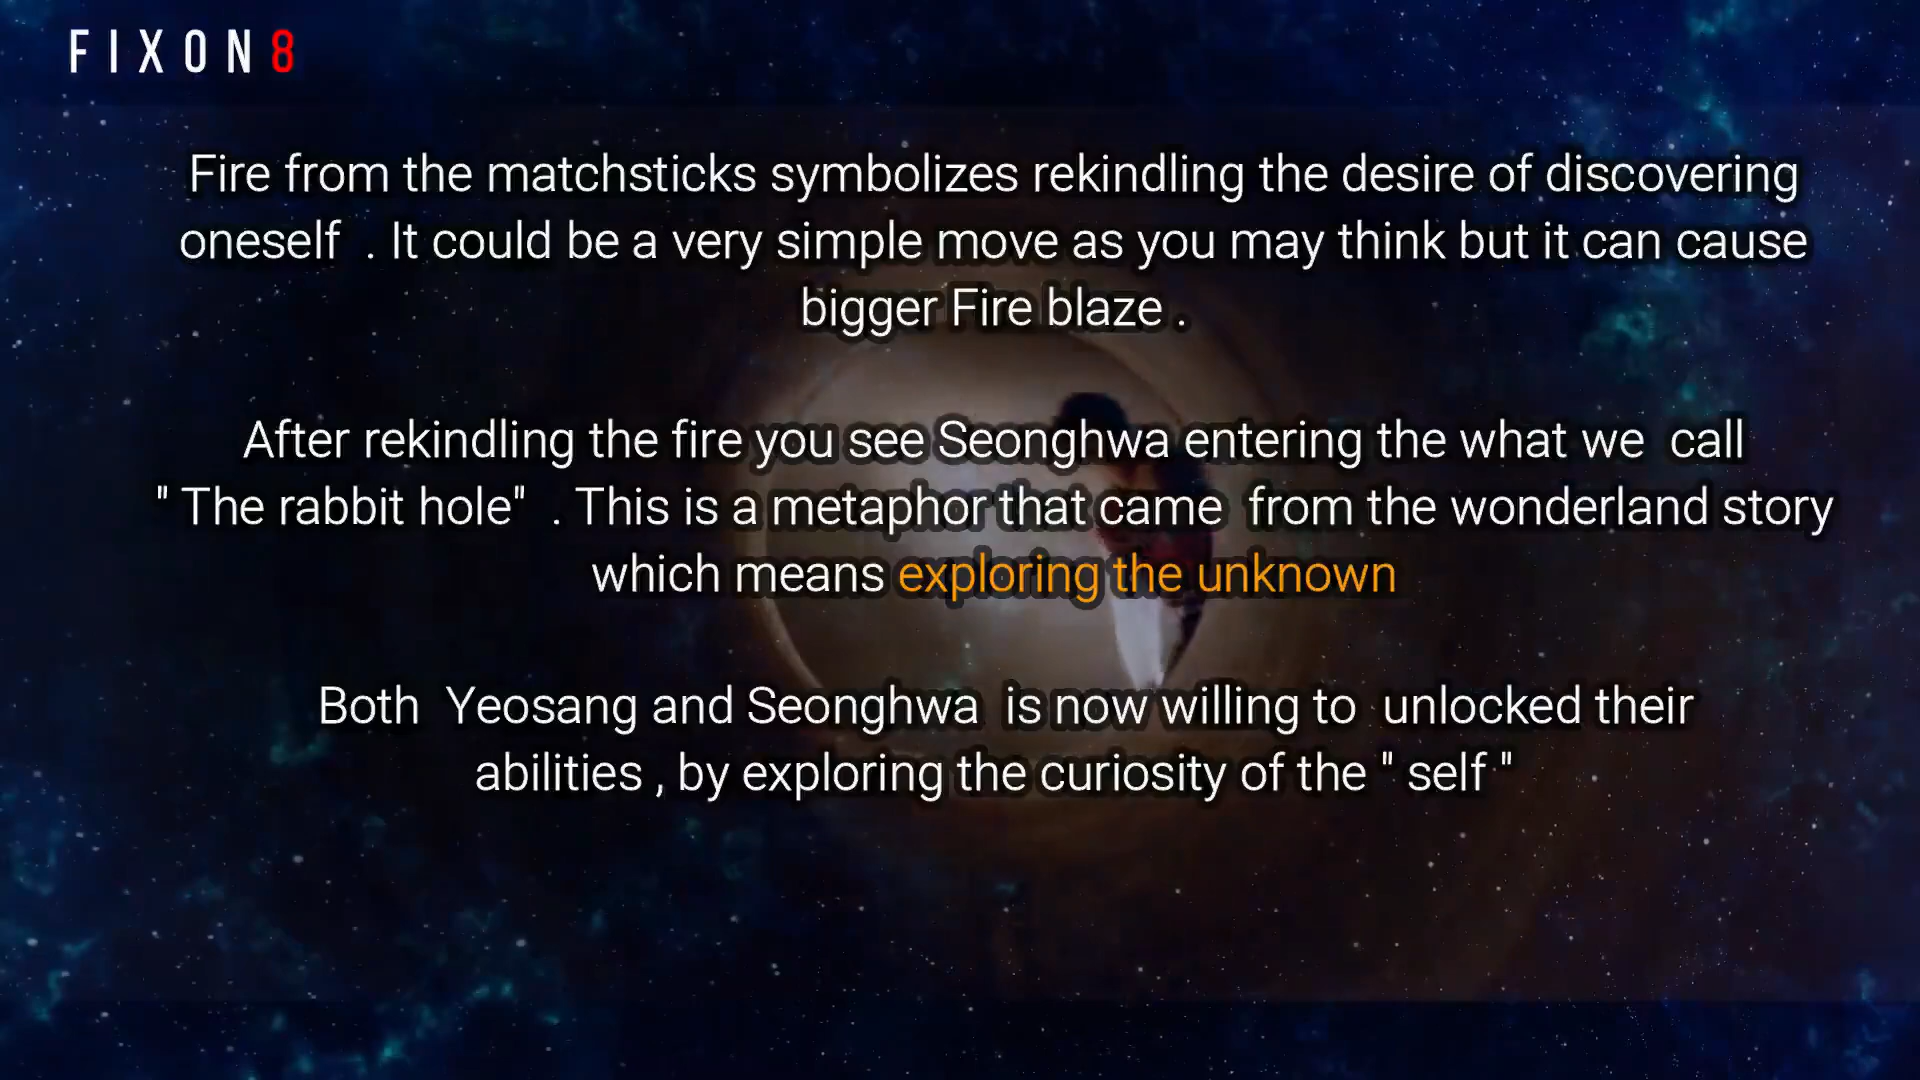 FIXON8
Fire from the matchsticks symbolizes rekindling the desire of discovering
oneself . It could be a very simple move as you may think but it can cause
bigger Fire blaze .
After rekindling the fire you see Seonghwa entering the what we call
" The rabbit hole" . This is a metaphor that came from the wonderland story
which means exploring the unknown
Both Yeosang and Seonghwa is now willing to unlocked their
abilities , by exploring the curiosity of the " self "